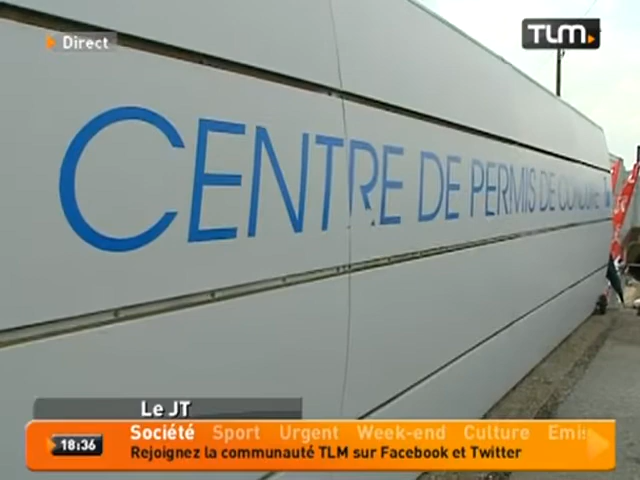 Direct
TLM
CENTRE DE PERMIS DE CONDUIRE
Le JT
Société Sport Urgent Week-end Culture Emis
18:36
Rejoignez la communauté TLM sur Facebook et Twitter